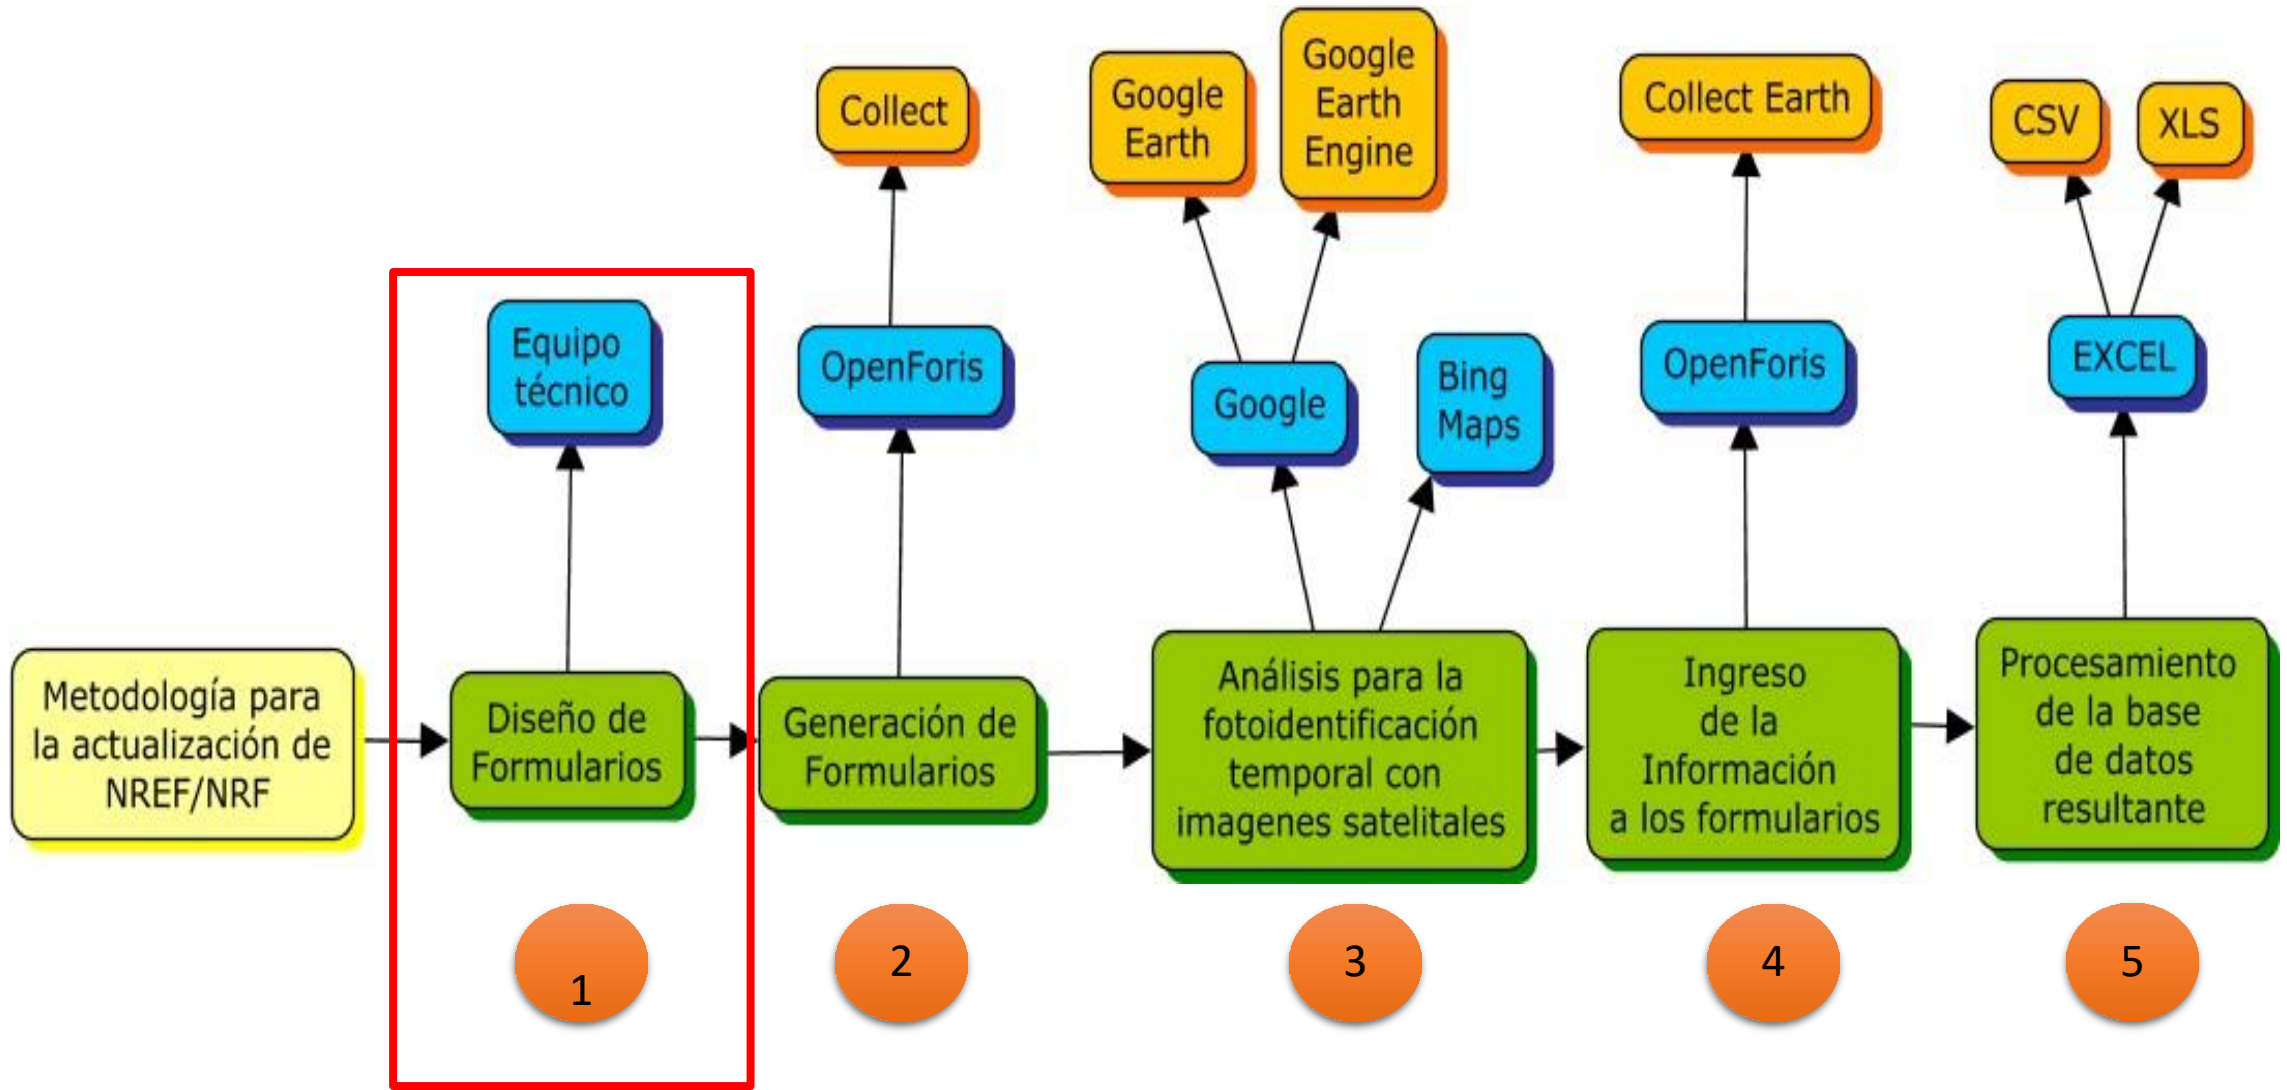 Collect
Google
Earth
Google
Earth
Engine
Collect Earth
CSV
XLS
Equipo
técnico
OpenForis
Google
Bing
Maps
OpenForis
EXCEL
Metodología para
la actualización de
NREF/NRF
Diseño de
Formularios
Generación de
Formularios
Análisis para la
fotoidentificación
temporal con
imagenes satelitales
Ingreso
de la
Información
a los formularios
Procesamiento
de la base
de datos
resultante
1
2
3
4
5